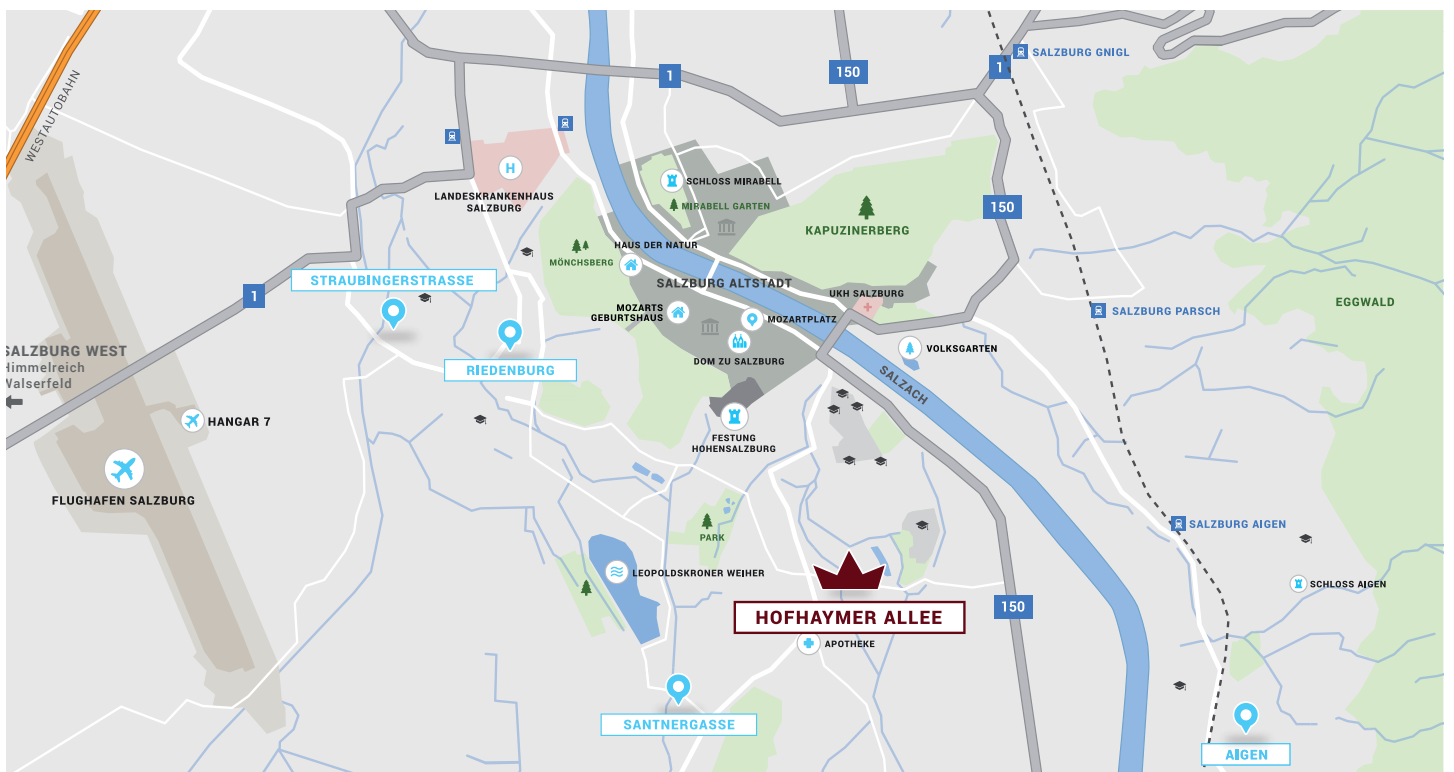 WESTAUTOBAHN
1
150
1
SALZBURG GNIGL
H
LANDESKRANKENHAUS
SALZBURG
SCHLOSS MIRABELL
MIRABELL GARTEN
150
KAPUZINERBERG
HAUS DER NATUR
MÖNCHSBERG
STRAUBINGERSTRASSE
1
SALZBURG ALTSTADT
UKH SALZBURG
EGGWALD
MOZARTS
GEBURTSHAUS
MOZARTPLATZ
SALZBURG PARSCH
DOM ZU SALZBURG
VOLKSGARTEN
RIEDENBURG
SALZACH
SALZBURG WEST
Himmelreich
Walserfeld
HANGAR 7
FESTUNG
HOHENSALZBURG
FLUGHAFEN SALZBURG
SALZBURG AIGEN
PARK
LEOPOLDSKRONER WEIHER
SCHLOSS AIGEN
HOFHAYMER ALLEE
150
APOTHEKE
SANTNERGASSE
AIGEN